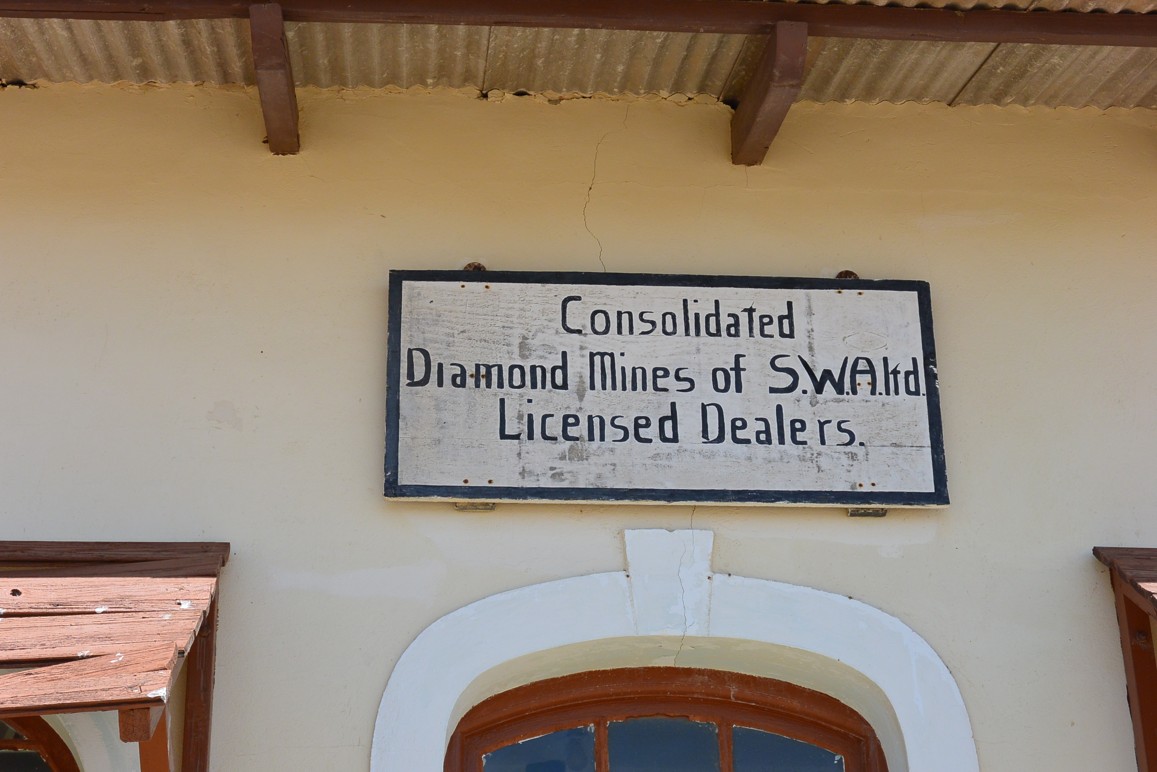 Consolidated
Diamond Mines of S.W.A.ltd.
Licensed Dealers.